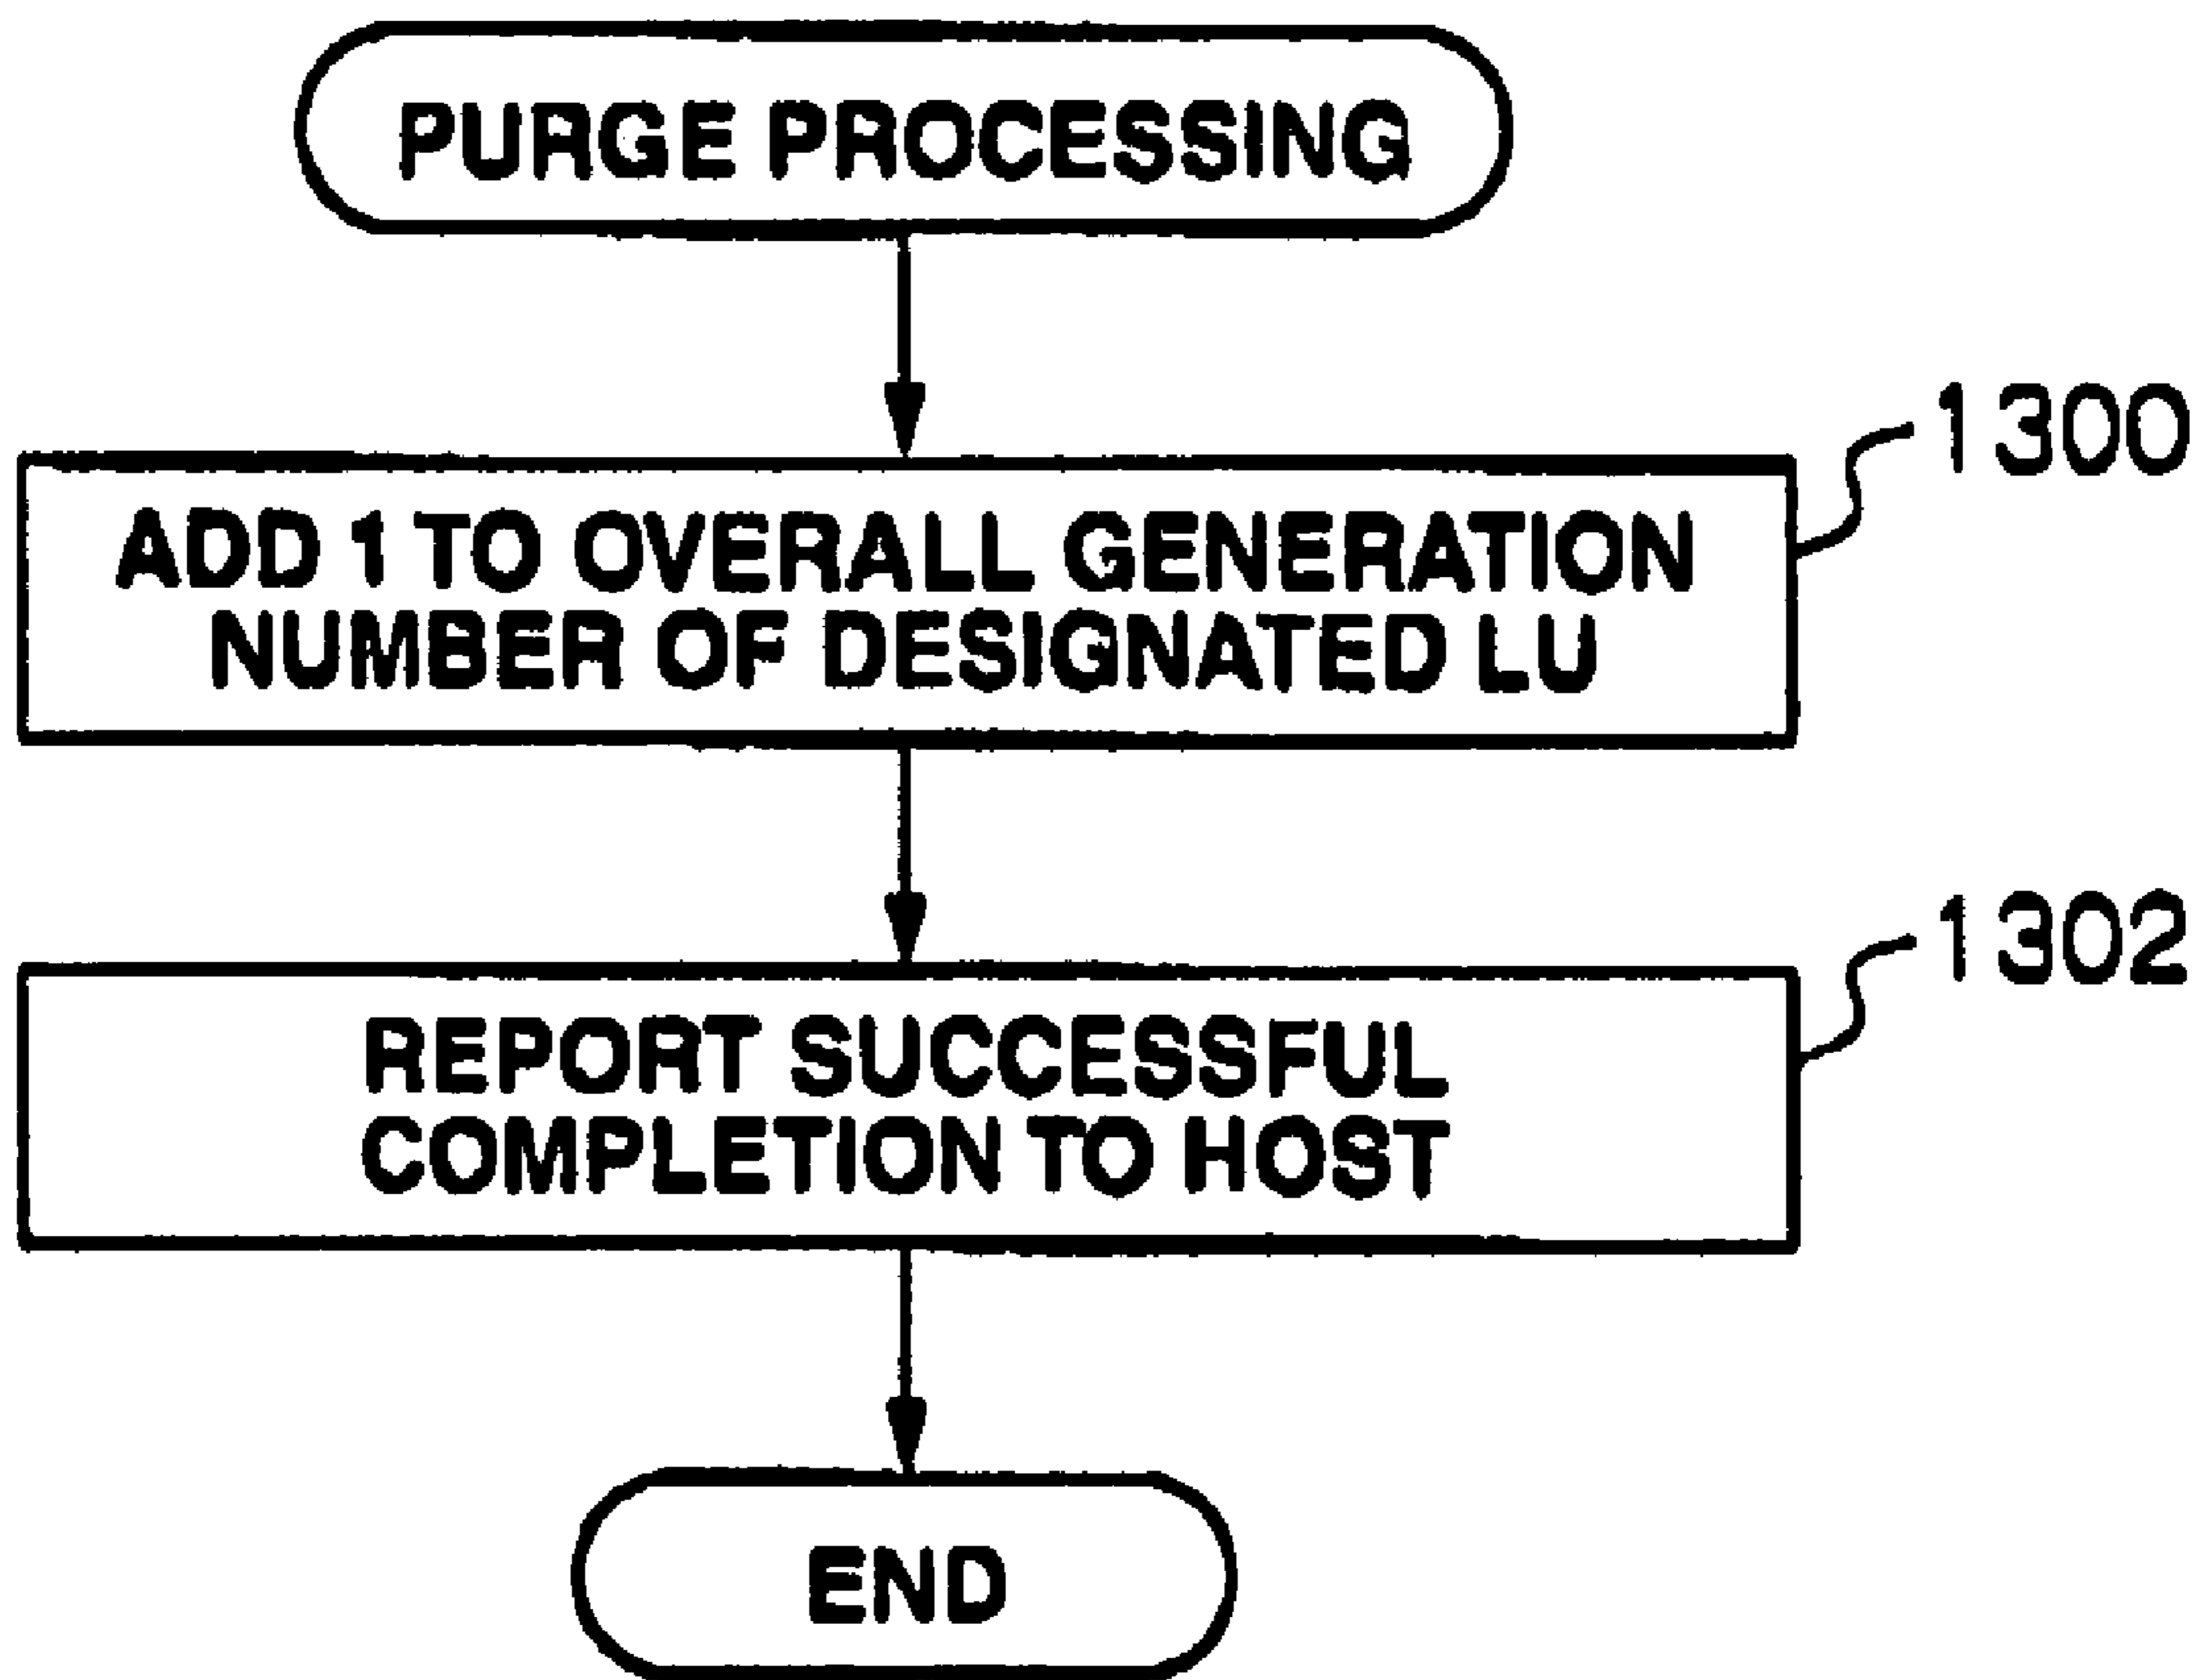 PURGE PROCESSING
1300
ADD 1 TO OVERALL GENERATION
NUMBER OF DESIGNATED LU
1302
REPORT SUCCESSFUL
COMPLETION TO HOST
END